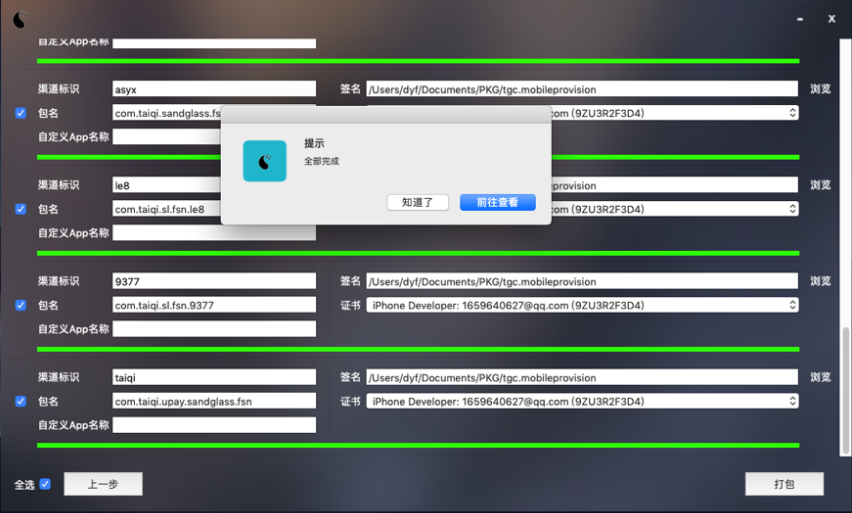 自定义App名称
渠道标识 asyx 签名 /Users/dyf/Documents/PKG/tgc.mobileprovision 浏览
包名 com.taiqi.sandglass.fs com (9ZU3R2F3D4)
自定义App名称
提示
全部完成
知道了 前往查看
渠道标识 le8 provision 浏览
包名 com.taiqi.sl.fsn.le8 com (9ZU3R2F3D4)
自定义App名称
渠道标识 9377 签名 /Users/dyf/Documents/PKG/tgc.mobileprovision 浏览
包名 com.taiqi.sl.fsn.9377 证书 iPhone Developer: 1659640627@qq.com (9ZU3R2F3D4)
自定义App名称
渠道标识 taiqi 签名 /Users/dyf/Documents/PKG/tgc.mobileprovision 浏览
包名 com.taiqi.upay.sandglass.fsn 证书 iPhone Developer: 1659640627@qq.com (9ZU3R2F3D4)
自定义App名称
全选 上一步 打包